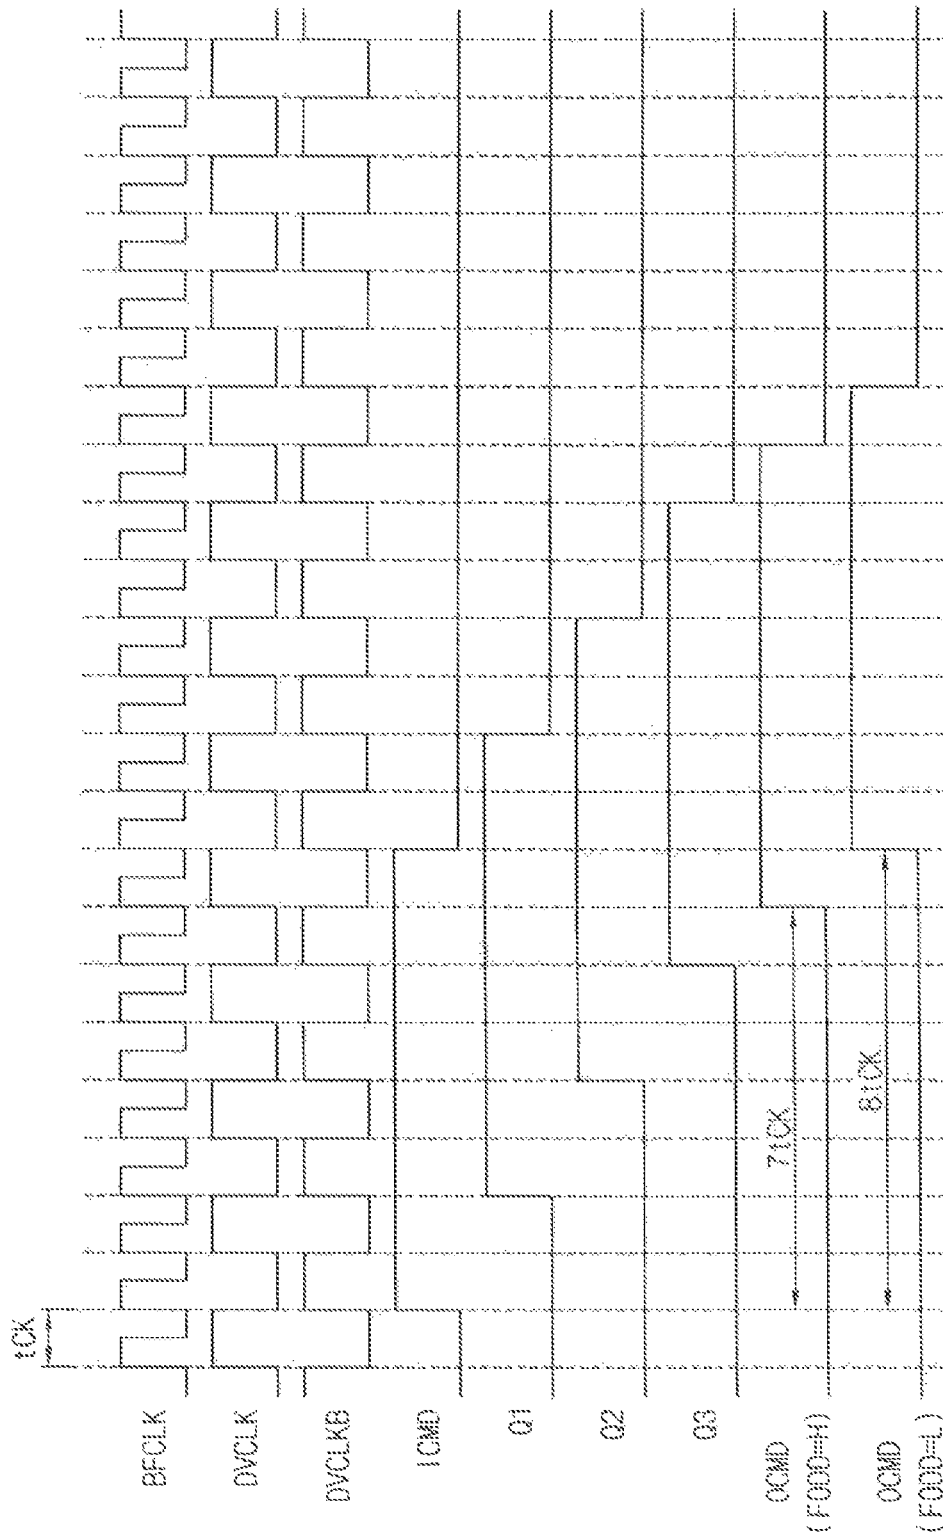 tCK
BFCLK
DVCLK
DVCLKB
ICMD
Q1
Q2
Q3
OCMD
(FODD=H)
7tCK
OCMD
(FODD=L)
8tCK